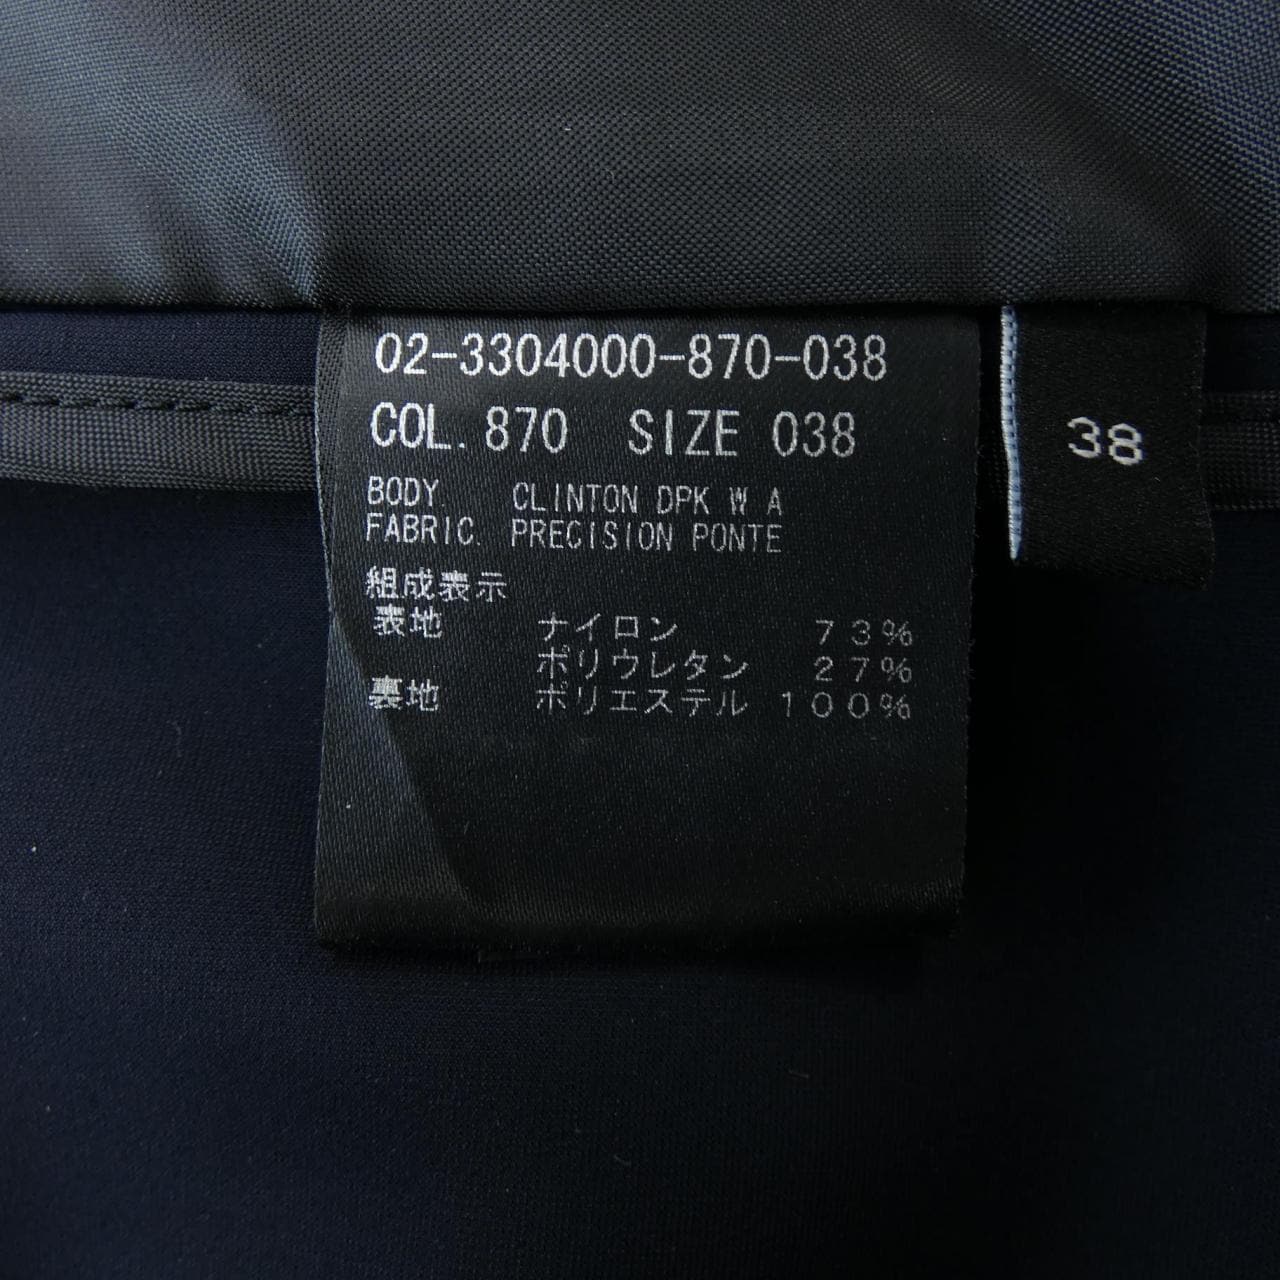 02-3304000-870-038
COL. 870 SIZE 038
BODY. CLINTON DPK W A
FABRIC. PRECISION PONTE
組成表示
表地 ナイロン 73%
ポリウレタン 27%
裏地 ポリエステル 100%
38